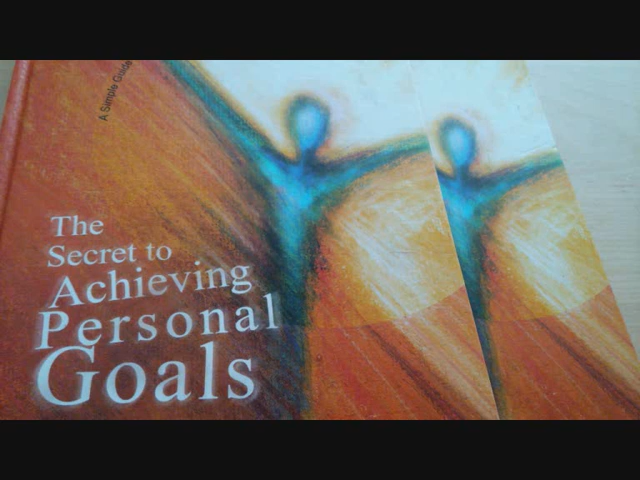 A Simple Guide
The
Secret to
Achieving
Personal
Goals